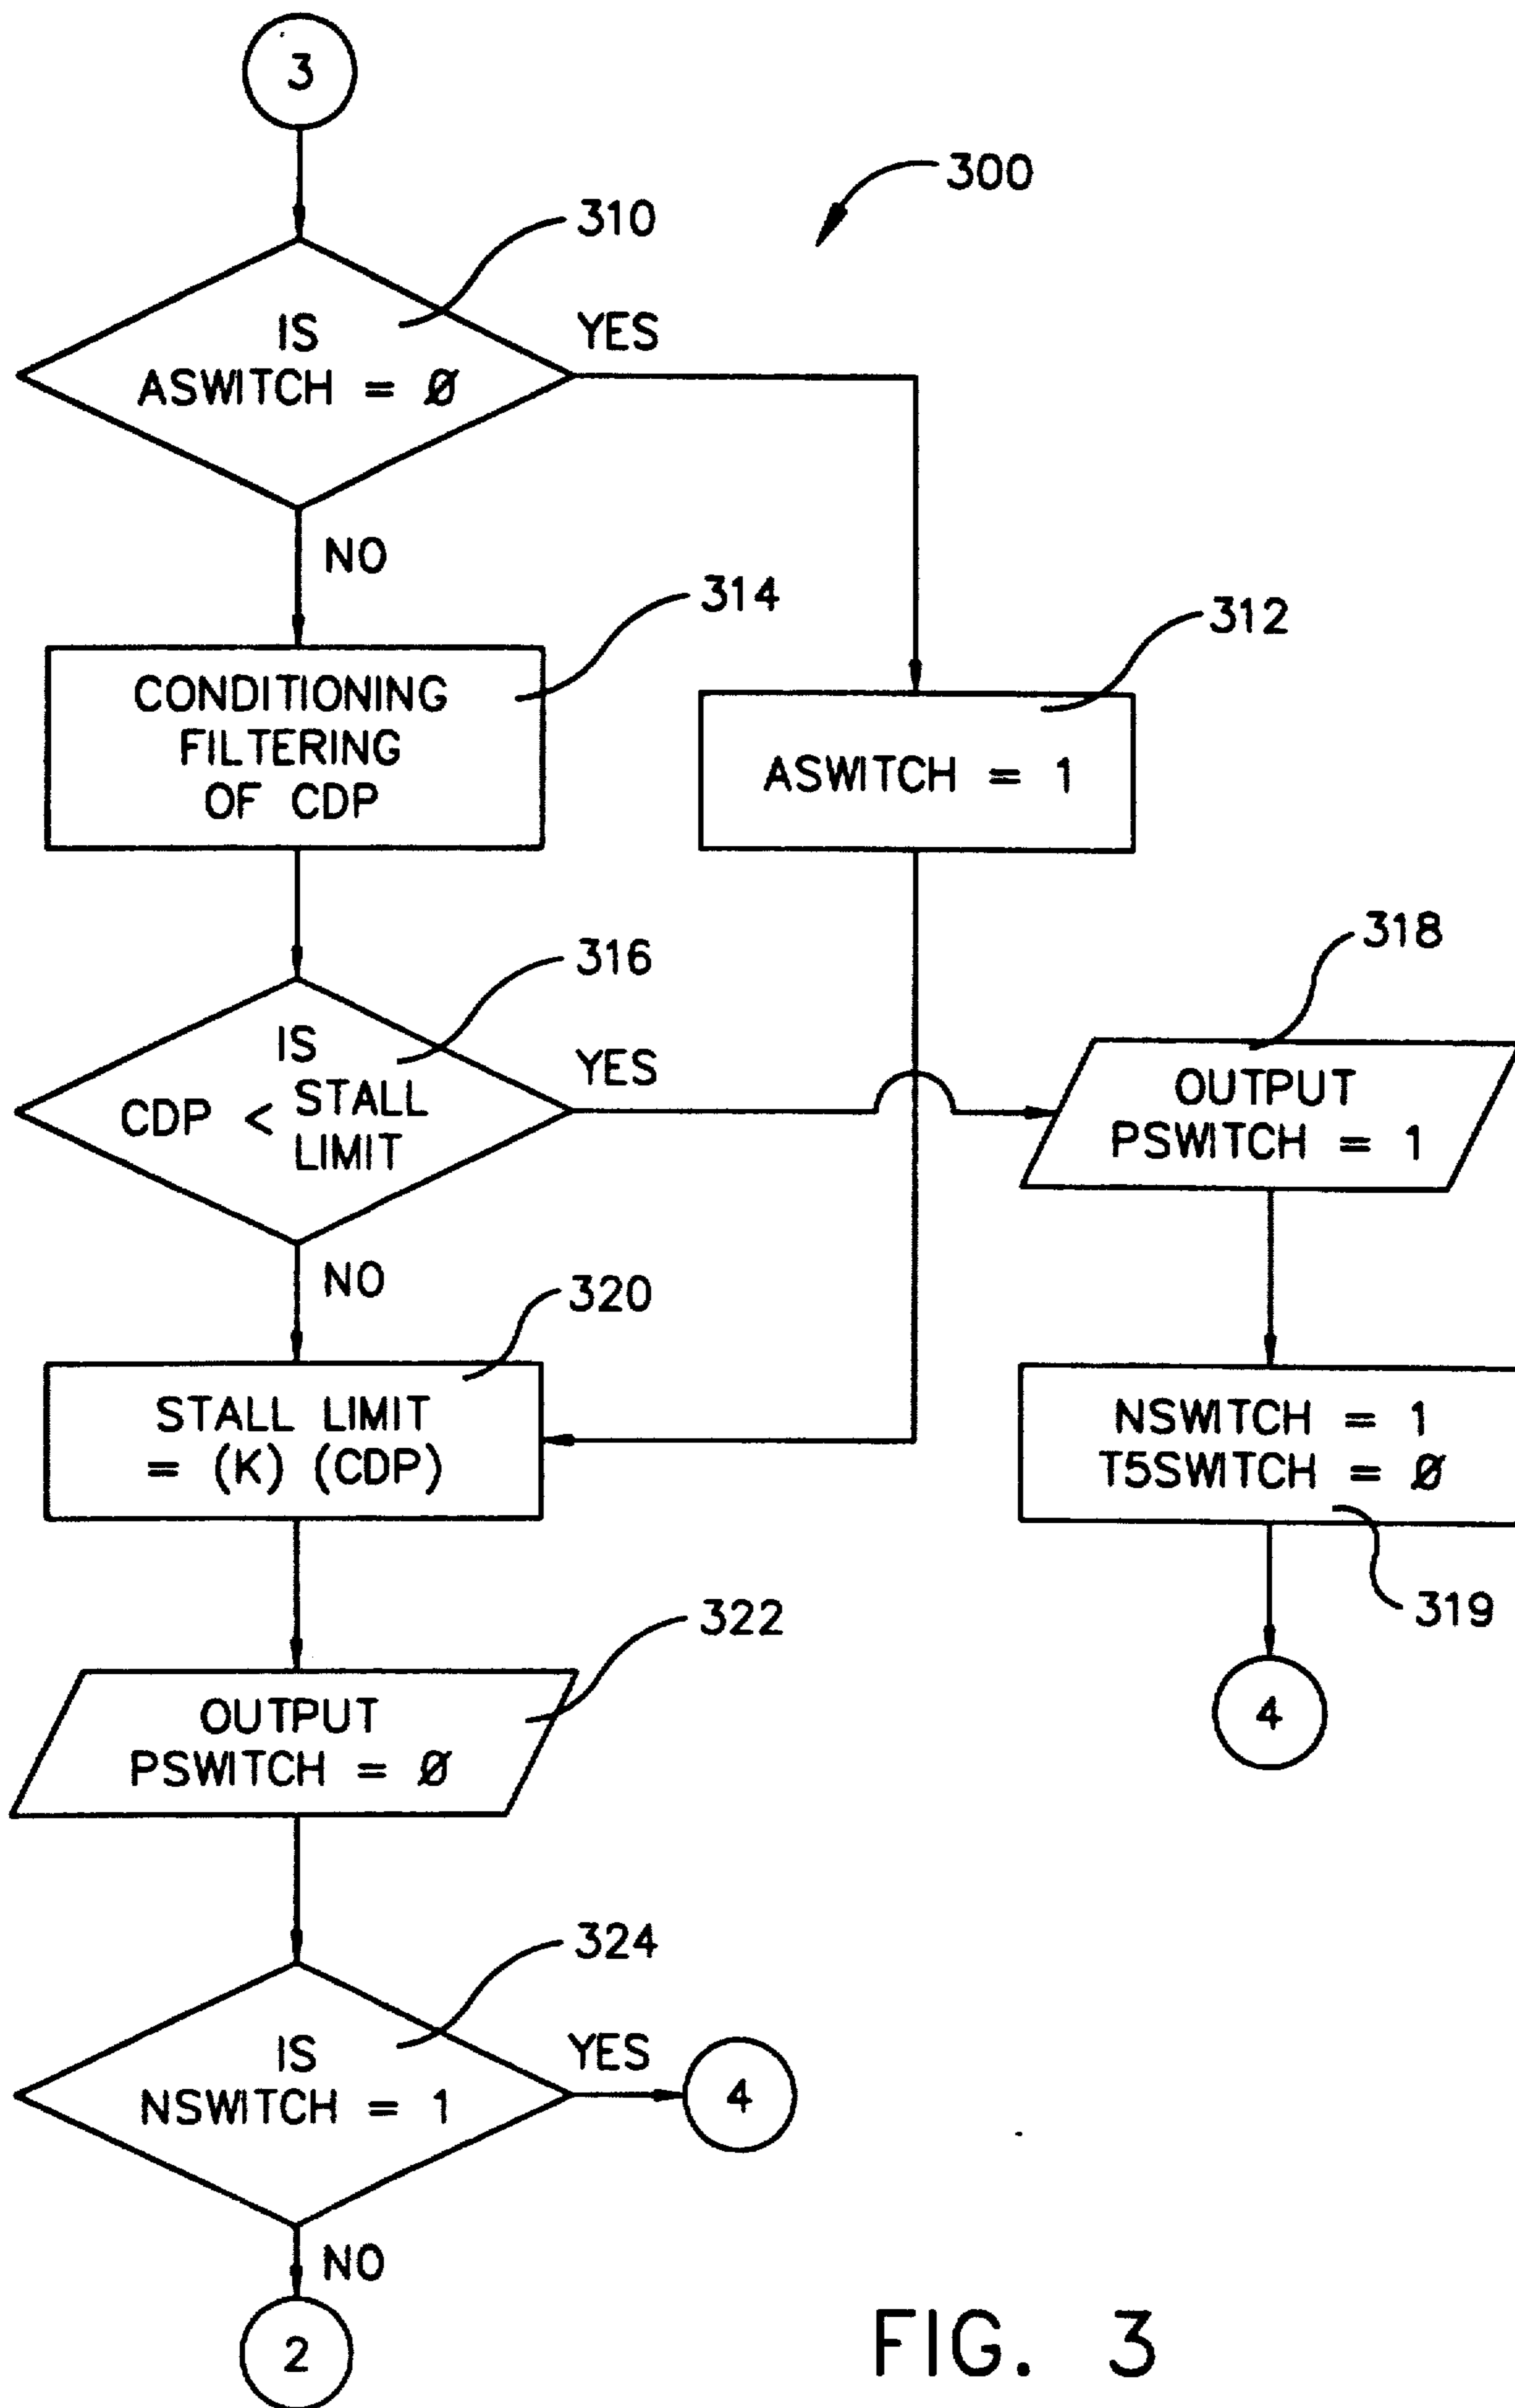 3
300
310
IS
ASWITCH = Ø
YES
NO
314
312
CONDITIONING
FILTERING
OF CDP
ASWITCH = 1
316
318
IS
CDP < STALL
LIMIT
YES
OUTPUT
PSWITCH = 1
NO
320
STALL LIMIT
= (K) (CDP)
NSWITCH = 1
T5SWITCH = Ø
319
322
OUTPUT
PSWITCH = Ø
4
324
IS
NSWITCH = 1
YES
4
NO
2
FIG. 3